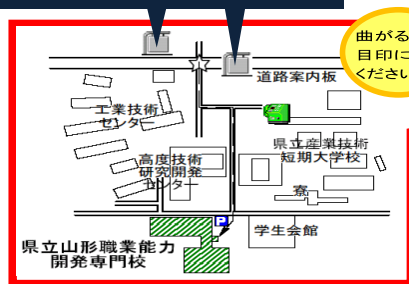 曲がる
目印に
ください
道路案内板
工業技術
センター
県立産業技術
短期大学校
高度技術
研究開発
センター
寮
P
学生会館
県立山形職業能力
開発専門校